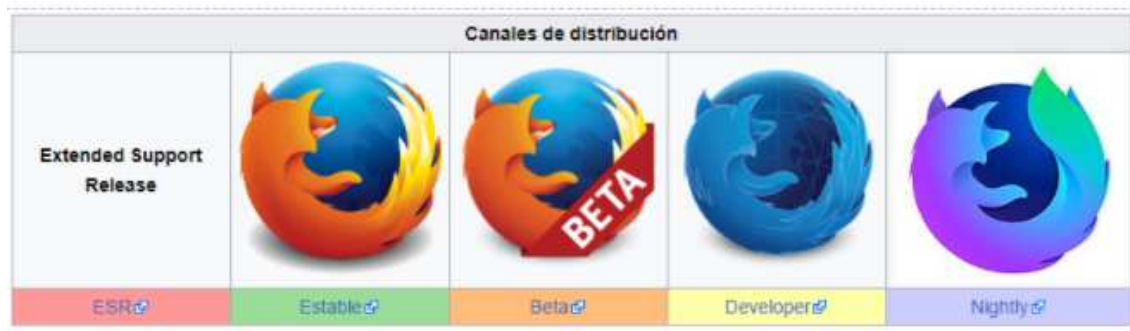 Canales de distribución
Extended Support
Release
BETA
ESR
Estable
Beta
Developer
Nightly